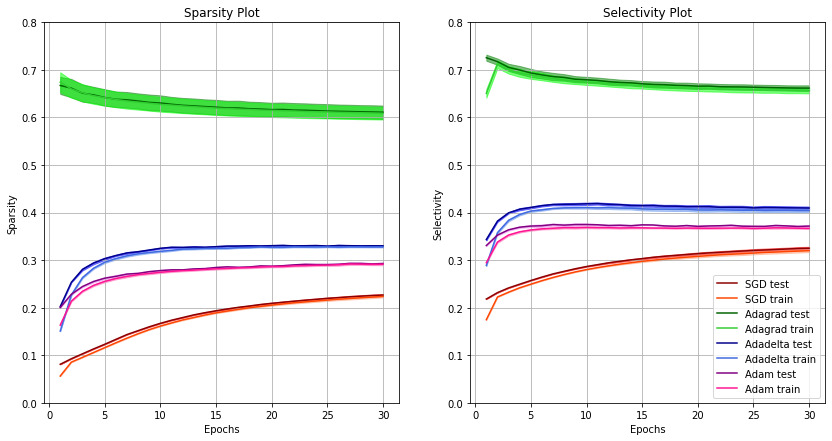 Sparsity Plot
Selectivity Plot
0.8
0.7
0.6
0.5
0.4
0.3
0.2
0.1
0.0
Sparsity
0 5 10 15 20 25 30
Epochs
0.8
0.7
0.6
0.5
0.4
0.3
0.2
0.1
0.0
Selectivity
0 5 10 15 20 25 30
Epochs
SGD test
SGD train
Adagrad test
Adagrad train
Adadelta test
Adadelta train
Adam test
Adam train